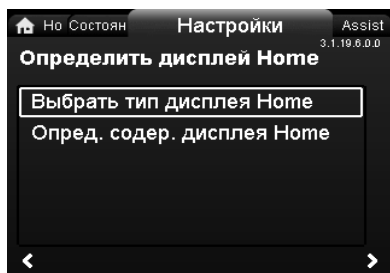 Но Состоян Настройки Assist
3.1.19.6.0.0
Определить дисплей Home
Выбрать тип дисплея Home
Опред. содер. дисплея Home